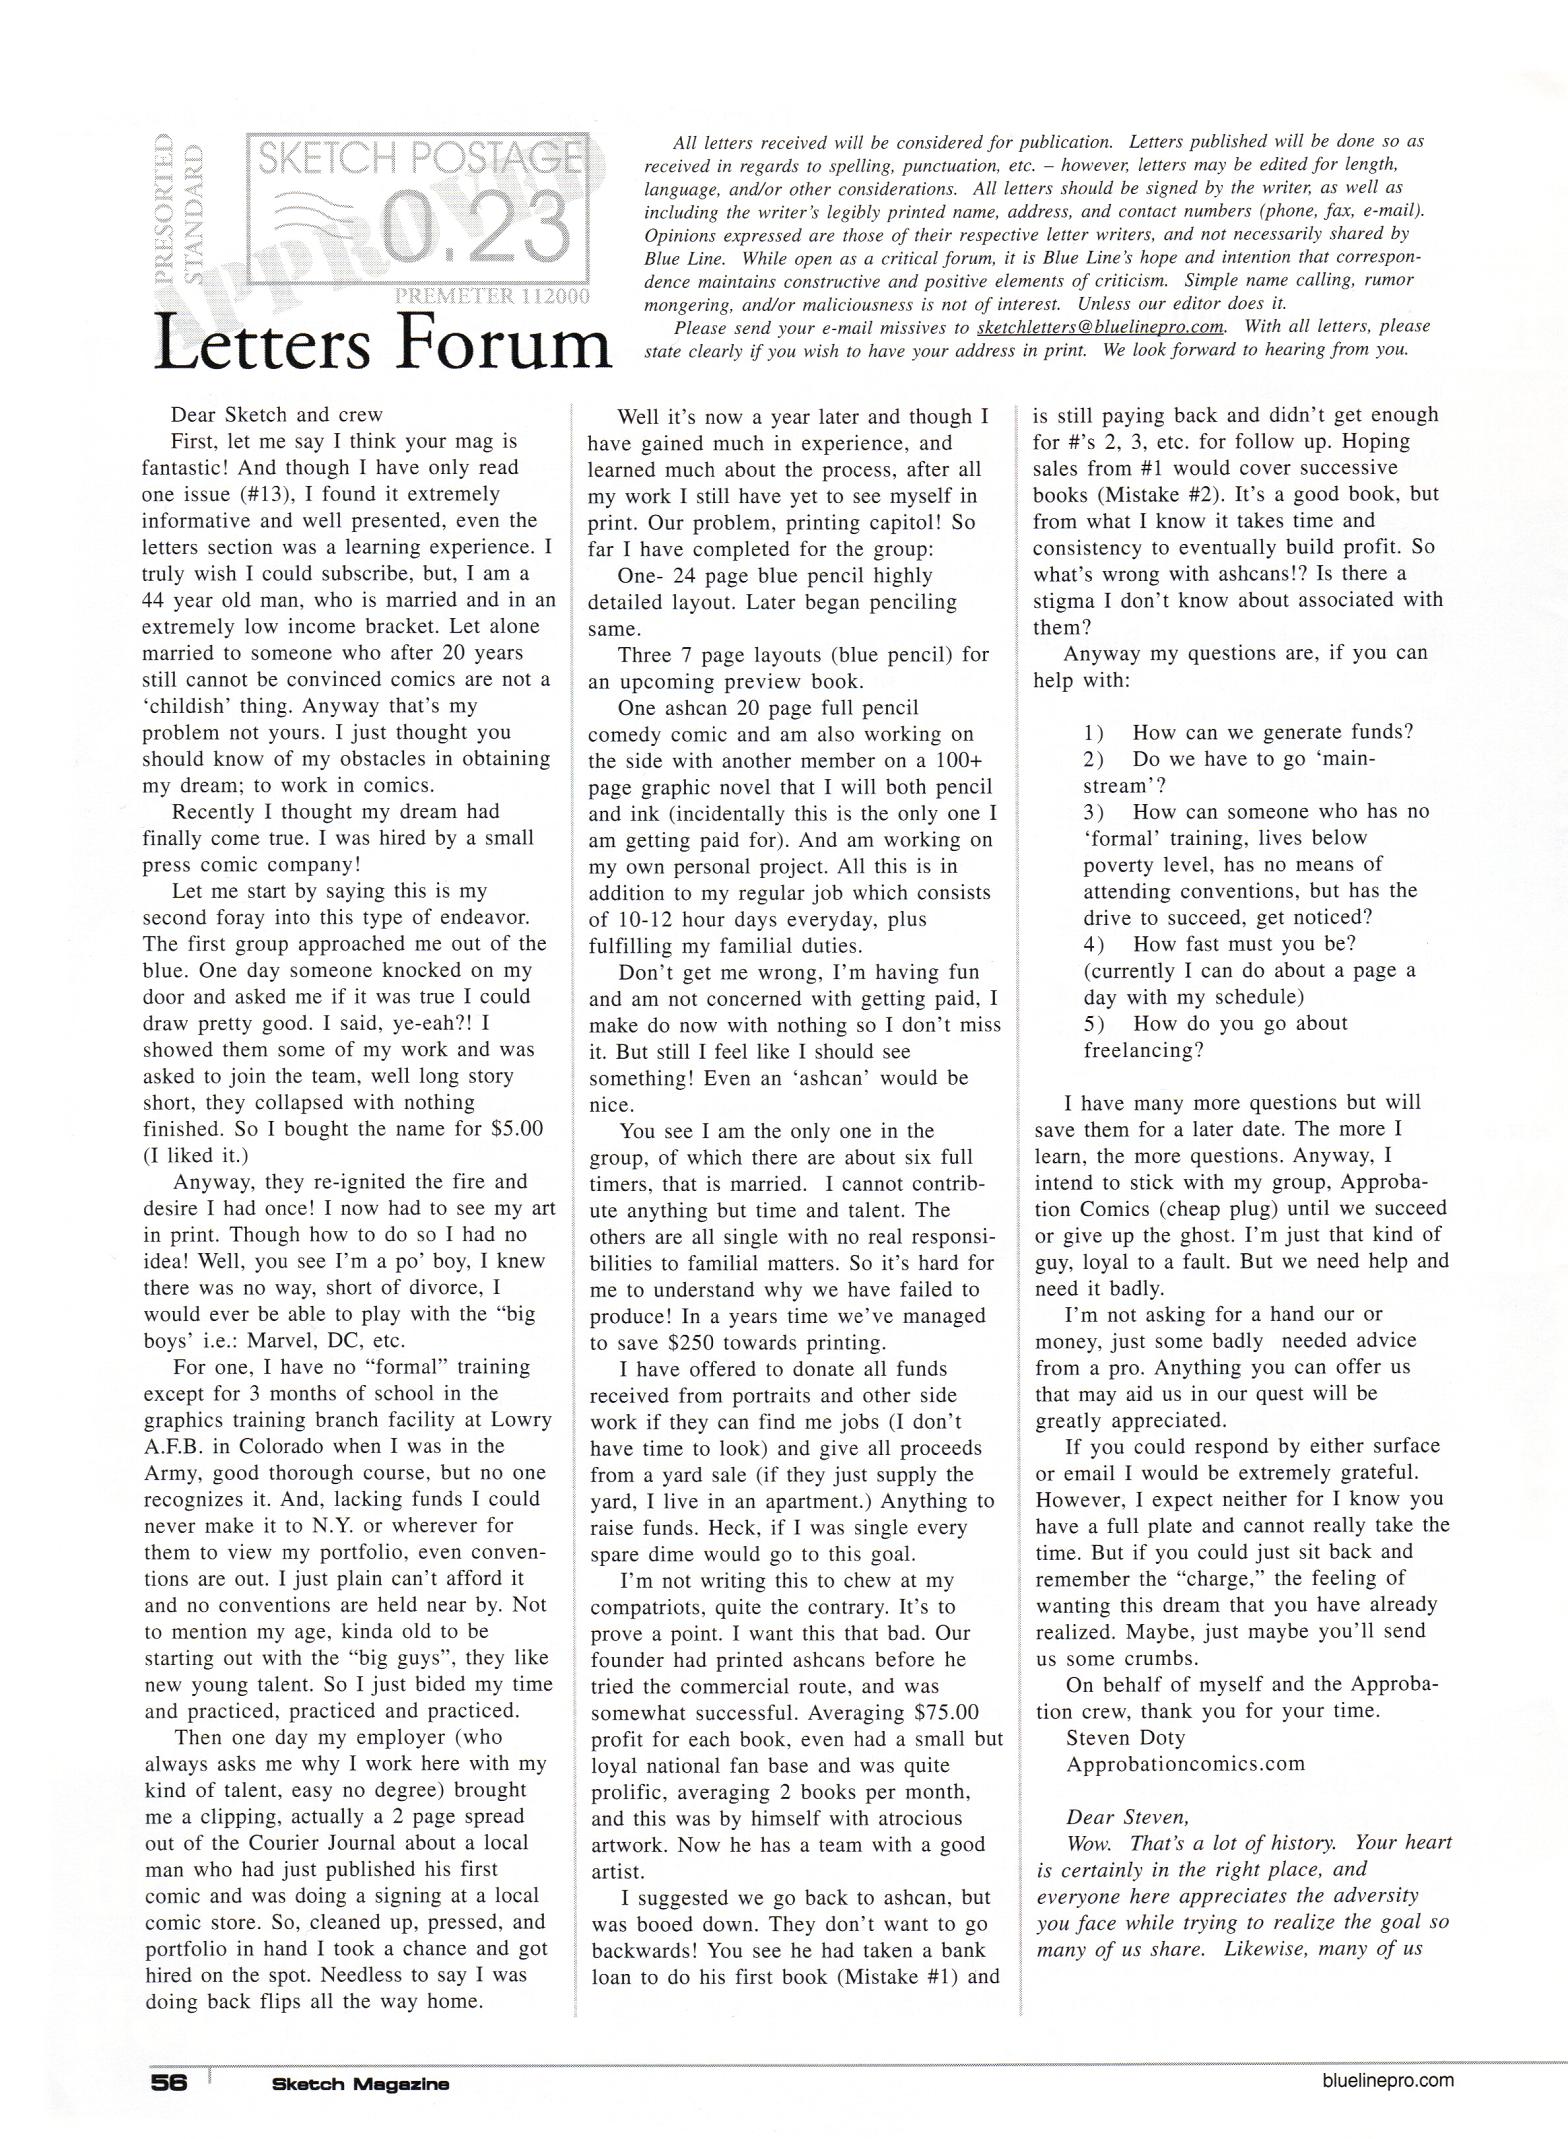 PRESORTED
STANDARD
SKETCH POSTAGE
0.23
APPROVED
PREMETER 112000
Letters Forum
All letters received will be considered for publication.  Letters published will be done so as
received in regards to spelling, punctuation, etc. – however, letters may be edited for length,
language, and/or other considerations.  All letters should be signed by the writer, as well as
including the writer's legibly printed name, address, and contact numbers (phone, fax, e-mail).
Opinions expressed are those of their respective letter writers, and not necessarily shared by
Blue Line.  While open as a critical forum, it is Blue Line's hope and intention that correspon-
dence maintains constructive and positive elements of criticism.  Simple name calling, rumor
mongering, and/or maliciousness is not of interest.  Unless our editor does it.
Please send your e-mail missives to sketchletters@bluelinepro.com.  With all letters, please
state clearly if you wish to have your address in print.  We look forward to hearing from you.
Dear Sketch and crew
First, let me say I think your mag is
fantastic! And though I have only read
one issue (#13), I found it extremely
informative and well presented, even the
letters section was a learning experience. I
truly wish I could subscribe, but, I am a
44 year old man, who is married and in an
extremely low income bracket. Let alone
married to someone who after 20 years
still cannot be convinced comics are not a
‘childish’ thing. Anyway that's my
problem not yours. I just thought you
should know of my obstacles in obtaining
my dream; to work in comics.
Recently I thought my dream had
finally come true. I was hired by a small
press comic company!
Let me start by saying this is my
second foray into this type of endeavor.
The first group approached me out of the
blue. One day someone knocked on my
door and asked me if it was true I could
draw pretty good. I said, ye-eah?! I
showed them some of my work and was
asked to join the team, well long story
short, they collapsed with nothing
finished. So I bought the name for $5.00
(I liked it.)
Anyway, they re-ignited the fire and
desire I had once! I now had to see my art
in print. Though how to do so I had no
idea! Well, you see I'm a po’ boy, I knew
there was no way, short of divorce, I
would ever be able to play with the “big
boys’ i.e.: Marvel, DC, etc.
For one, I have no “formal” training
except for 3 months of school in the
graphics training branch facility at Lowry
A.F.B. in Colorado when I was in the
Army, good thorough course, but no one
recognizes it. And, lacking funds I could
never make it to N.Y. or wherever for
them to view my portfolio, even conven-
tions are out. I just plain can't afford it
and no conventions are held near by. Not
to mention my age, kinda old to be
starting out with the “big guys”, they like
new young talent. So I just bided my time
and practiced, practiced and practiced.
Then one day my employer (who
always asks me why I work here with my
kind of talent, easy no degree) brought
me a clipping, actually a 2 page spread
out of the Courier Journal about a local
man who had just published his first
comic and was doing a signing at a local
comic store. So, cleaned up, pressed, and
portfolio in hand I took a chance and got
hired on the spot. Needless to say I was
doing back flips all the way home.
Well it's now a year later and though I
have gained much in experience, and
learned much about the process, after all
my work I still have yet to see myself in
print. Our problem, printing capitol! So
far I have completed for the group:
One- 24 page blue pencil highly
detailed layout. Later began penciling
same.
Three 7 page layouts (blue pencil) for
an upcoming preview book.
One ashcan 20 page full pencil
comedy comic and am also working on
the side with another member on a 100+
page graphic novel that I will both pencil
and ink (incidentally this is the only one I
am getting paid for). And am working on
my own personal project. All this is in
addition to my regular job which consists
of 10-12 hour days everyday, plus
fulfilling my familial duties.
Don't get me wrong, I'm having fun
and am not concerned with getting paid, I
make do now with nothing so I don't miss
it. But still I feel like I should see
something! Even an ‘ashcan’ would be
nice.
You see I am the only one in the
group, of which there are about six full
timers, that is married.  I cannot contrib-
ute anything but time and talent. The
others are all single with no real responsi-
bilities to familial matters. So it's hard for
me to understand why we have failed to
produce! In a years time we've managed
to save $250 towards printing.
I have offered to donate all funds
received from portraits and other side
work if they can find me jobs (I don't
have time to look) and give all proceeds
from a yard sale (if they just supply the
yard, I live in an apartment.) Anything to
raise funds. Heck, if I was single every
spare dime would go to this goal.
I'm not writing this to chew at my
compatriots, quite the contrary. It's to
prove a point. I want this that bad. Our
founder had printed ashcans before he
tried the commercial route, and was
somewhat successful. Averaging $75.00
profit for each book, even had a small but
loyal national fan base and was quite
prolific, averaging 2 books per month,
and this was by himself with atrocious
artwork. Now he has a team with a good
artist.
I suggested we go back to ashcan, but
was booed down. They don't want to go
backwards! You see he had taken a bank
loan to do his first book (Mistake #1) and
is still paying back and didn't get enough
for #'s 2, 3, etc. for follow up. Hoping
sales from #1 would cover successive
books (Mistake #2). It's a good book, but
from what I know it takes time and
consistency to eventually build profit. So
what's wrong with ashcans!? Is there a
stigma I don't know about associated with
them?
Anyway my questions are, if you can
help with:
1)    How can we generate funds?
2)    Do we have to go ‘main-
stream’?
3)    How can someone who has no
‘formal’ training, lives below
poverty level, has no means of
attending conventions, but has the
drive to succeed, get noticed?
4)    How fast must you be?
(currently I can do about a page a
day with my schedule)
5)    How do you go about
freelancing?
I have many more questions but will
save them for a later date. The more I
learn, the more questions. Anyway, I
intend to stick with my group, Approba-
tion Comics (cheap plug) until we succeed
or give up the ghost. I'm just that kind of
guy, loyal to a fault. But we need help and
need it badly.
I'm not asking for a hand our or
money, just some badly  needed advice
from a pro. Anything you can offer us
that may aid us in our quest will be
greatly appreciated.
If you could respond by either surface
or email I would be extremely grateful.
However, I expect neither for I know you
have a full plate and cannot really take the
time. But if you could just sit back and
remember the “charge,” the feeling of
wanting this dream that you have already
realized. Maybe, just maybe you'll send
us some crumbs.
On behalf of myself and the Approba-
tion crew, thank you for your time.
Steven Doty
Approbationcomics.com
Dear Steven,
Wow.  That's a lot of history.  Your heart
is certainly in the right place, and
everyone here appreciates the adversity
you face while trying to realize the goal so
many of us share.  Likewise, many of us
56
Sketch Magazine
bluelinepro.com